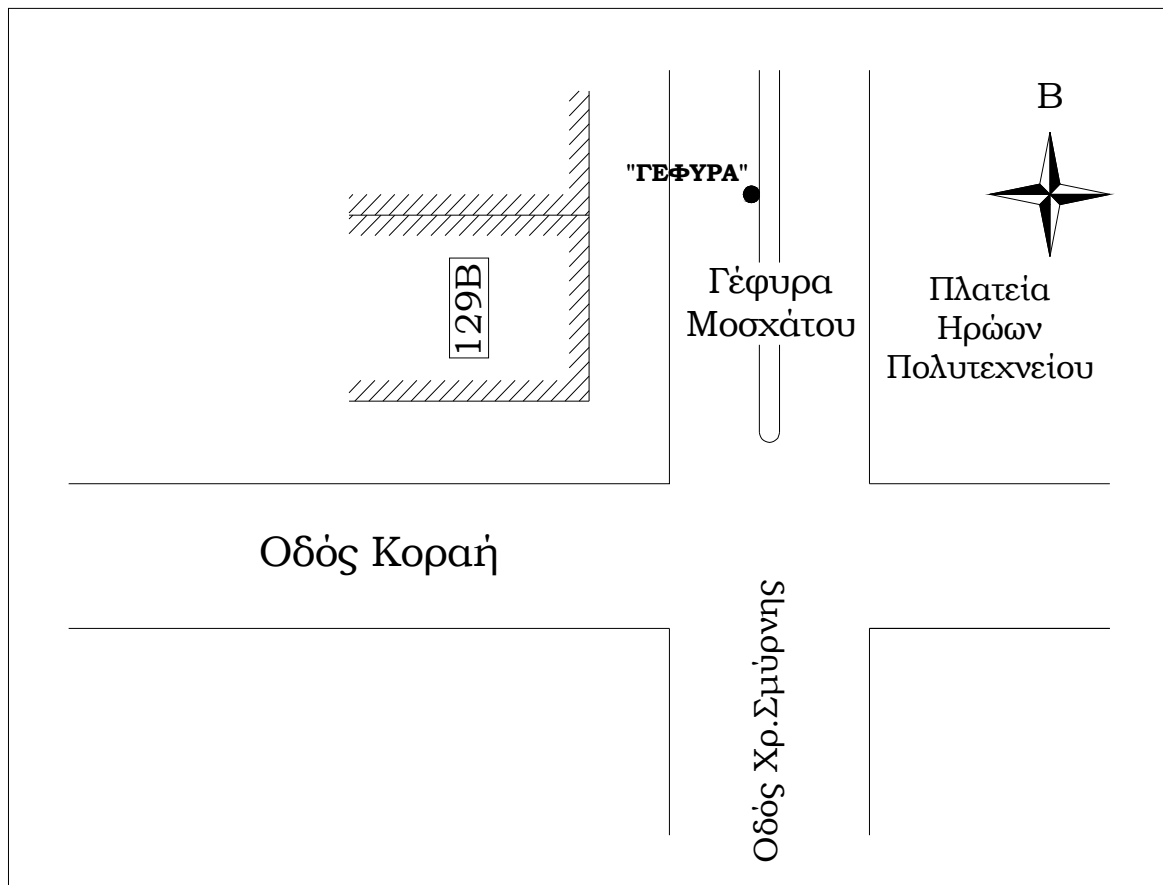 Β
"ΓΕΦΥΡΑ"
Γέφυρα
Μοσχάτου
Πλατεία
Ηρώων
Πολυτεχνείου
129Β
Οδός Κοραή
Οδός Χρ.Σμύρνης